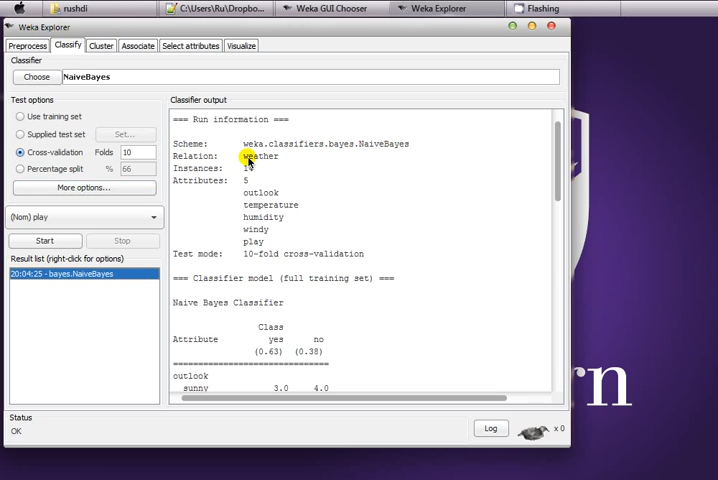 rushdi
C:\Users\Ru\Dropbo...
Weka GUI Chooser
Weka Explorer
Flashing
Weka Explorer
Preprocess Classify Cluster Associate Select attributes Visualize
Classifier
Choose NaiveBayes
Test options
Use training set
Supplied test set Set...
Cross-validation Folds 10
Percentage split % 66
More options...
(Nom) play
Start Stop
Result list (right-click for options)
20:04:25 - bayes.NaiveBayes
Classifier output
=== Run information ===
Scheme: weka.classifiers.bayes.NaiveBayes
Relation: weather
Instances: 14
Attributes: 5
outlook
temperature
humidity
windy
play
Test mode: 10-fold cross-validation
=== Classifier model (full training set) ===
Naive Bayes Classifier
Class
Attribute yes no
(0.63) (0.38)
===============================
outlook
sunny 3.0 4.0
Status
OK
Log
x 0
rn